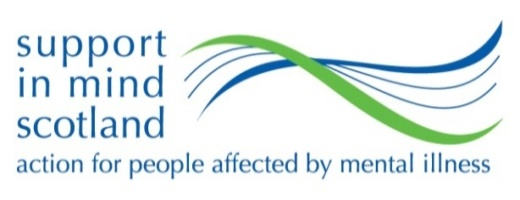 support
in mind
scotland
action for people affected by mental illness